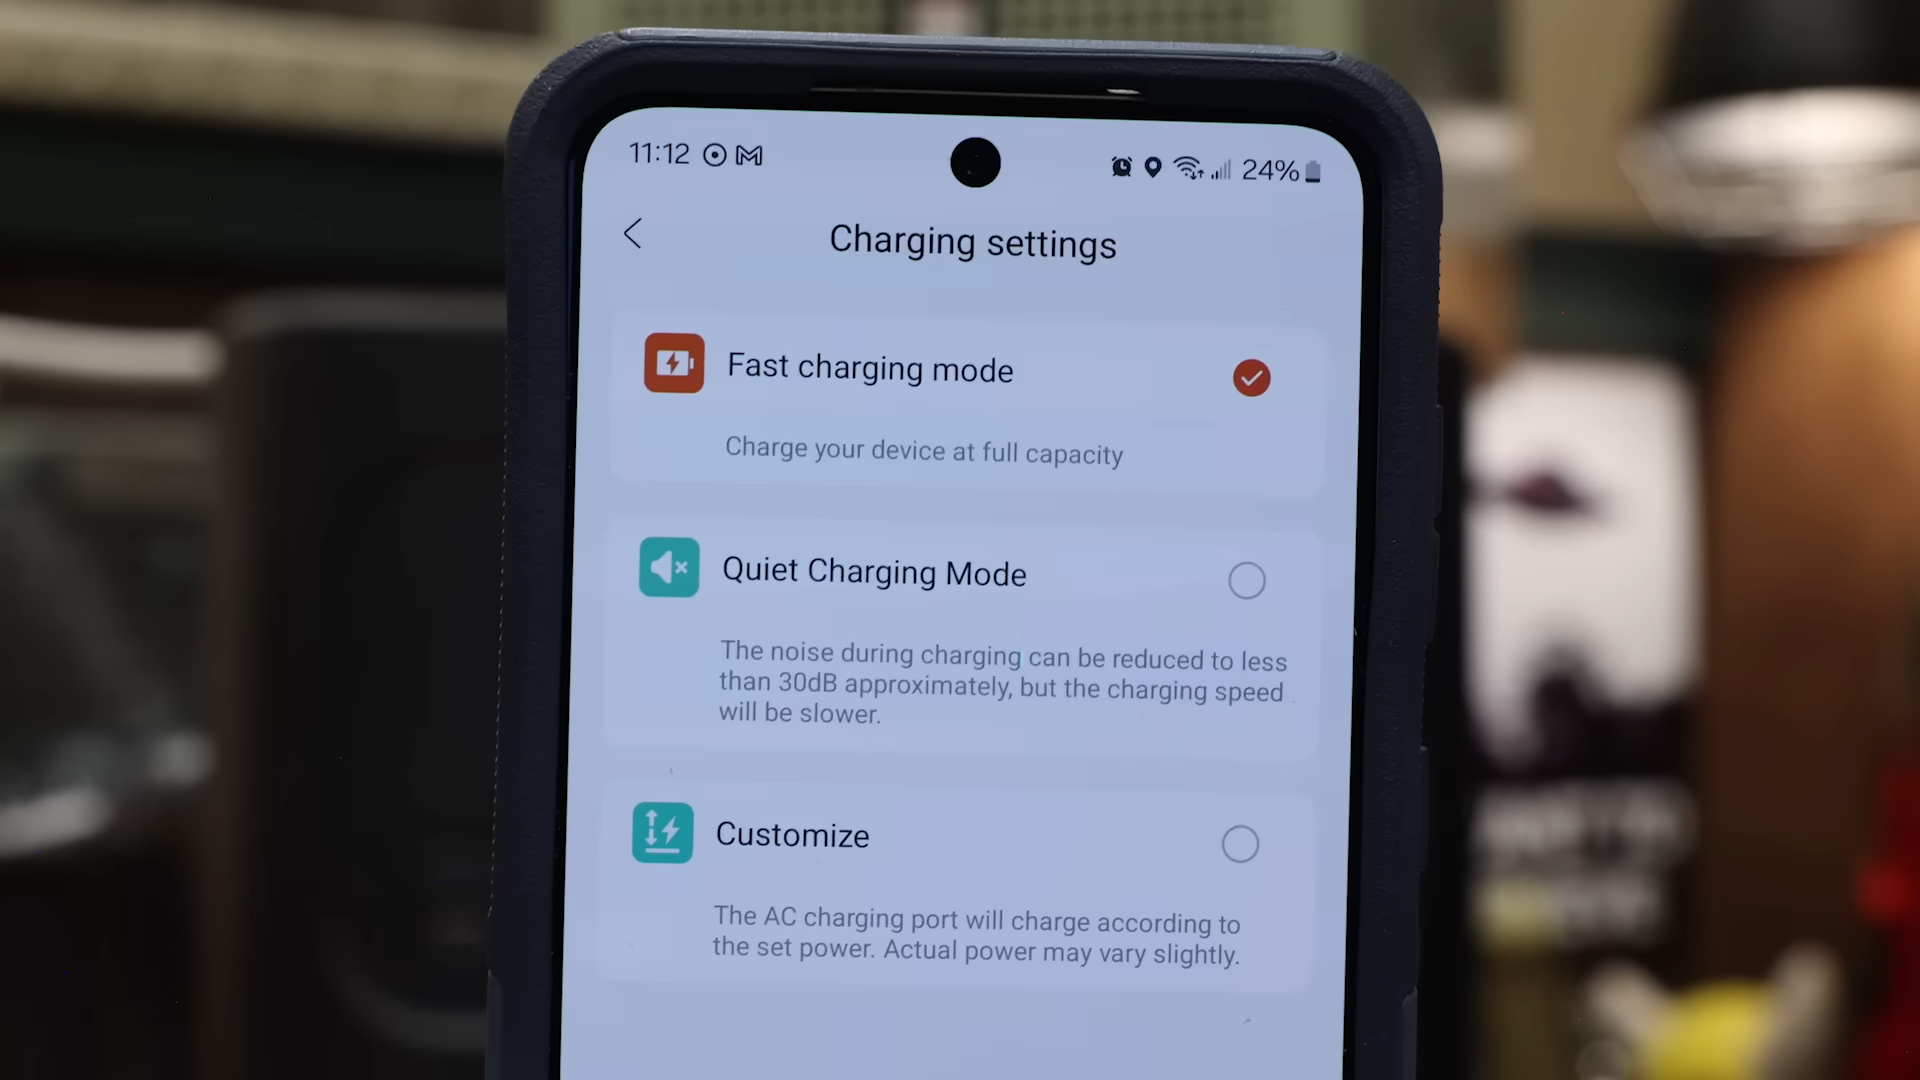 11:12 24%
Charging settings
Fast charging mode
Charge your device at full capacity
Quiet Charging Mode
The noise during charging can be reduced to less
than 30dB approximately, but the charging speed
will be slower.
Customize
The AC charging port will charge according to
the set power. Actual power may vary slightly.